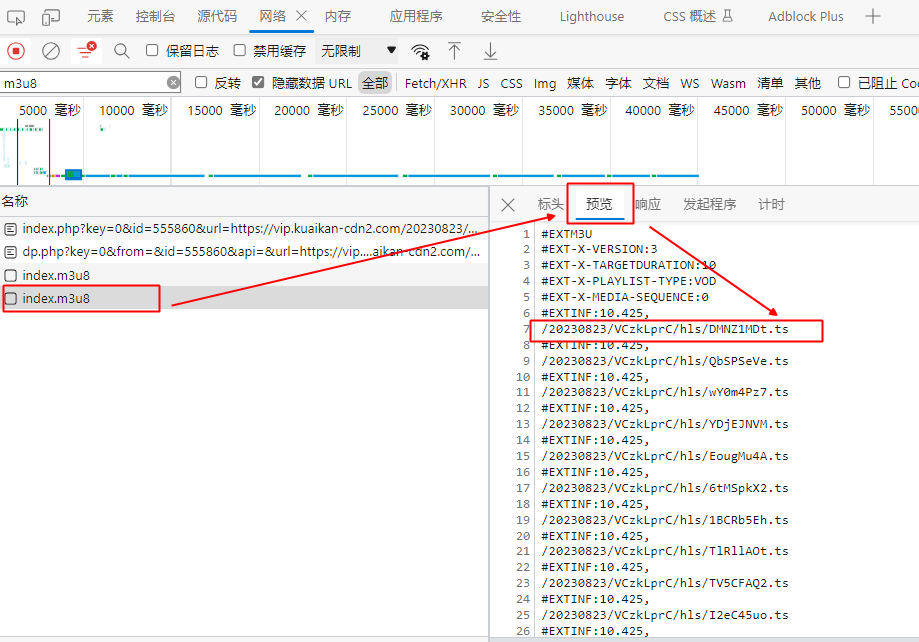 元素 控制台 源代码 网络 内存 应用程序 安全性 Lighthouse CSS 概述 Adblock Plus
保留日志 禁用缓存 无限制
m3u8 反转 隐藏数据 URL 全部 Fetch/XHR JS CSS Img 媒体 字体 文档 WS Wasm 清单 其他 已阻止 Coo
5000 毫秒 10000 毫秒 15000 毫秒 20000 毫秒 25000 毫秒 30000 毫秒 35000 毫秒 40000 毫秒 45000 毫秒 50000 毫秒 5500
名称
index.php?key=0&id=555860&url=https://vip.kuaikan-cdn2.com/20230823/...
dp.php?key=0&from=&id=555860&api=&url=https://vip....aikan-cdn2.com/...
index.m3u8
index.m3u8
标头 预览 响应 发起程序 计时
1 #EXTM3U
2 #EXT-X-VERSION:3
3 #EXT-X-TARGETDURATION:10
4 #EXT-X-PLAYLIST-TYPE:VOD
5 #EXT-X-MEDIA-SEQUENCE:0
6 #EXTINF:10.425,
7 /20230823/VCzkLprC/hls/DMNZ1MDt.ts
8 #EXTINF:10.425,
9 /20230823/VCzkLprC/hls/QbSPSeVe.ts
10 #EXTINF:10.425,
11 /20230823/VCzkLprC/hls/wY0m4Pz7.ts
12 #EXTINF:10.425,
13 /20230823/VCzkLprC/hls/YDjEJNVM.ts
14 #EXTINF:10.425,
15 /20230823/VCzkLprC/hls/EougMu4A.ts
16 #EXTINF:10.425,
17 /20230823/VCzkLprC/hls/6tMSpkX2.ts
18 #EXTINF:10.425,
19 /20230823/VCzkLprC/hls/1BCRb5Eh.ts
20 #EXTINF:10.425,
21 /20230823/VCzkLprC/hls/TlRllAOt.ts
22 #EXTINF:10.425,
23 /20230823/VCzkLprC/hls/TV5CFAQ2.ts
24 #EXTINF:10.425,
25 /20230823/VCzkLprC/hls/I2eC45uo.ts
26 #EXTINF:10.425,